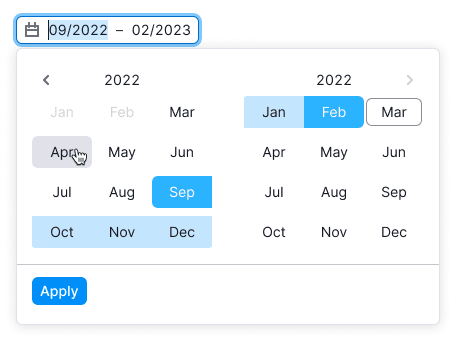 09/2022 – 02/2023
2022
Jan Feb Mar
Apr May Jun
Jul Aug Sep
Oct Nov Dec
2022
Jan Feb Mar
Apr May Jun
Jul Aug Sep
Oct Nov Dec
Apply